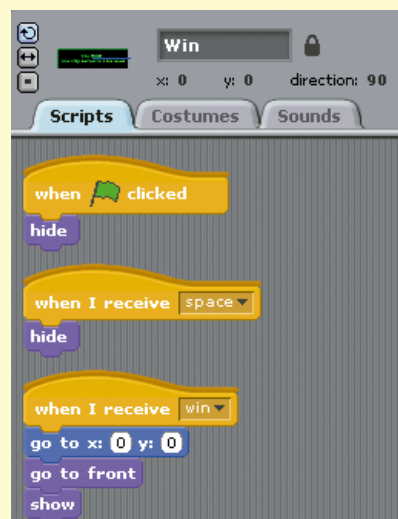 Win
x: 0 y: 0 direction: 90
Scripts Costumes Sounds
when clicked
hide
when I receive space
hide
when I receive win
go to x: 0 y: 0
go to front
show